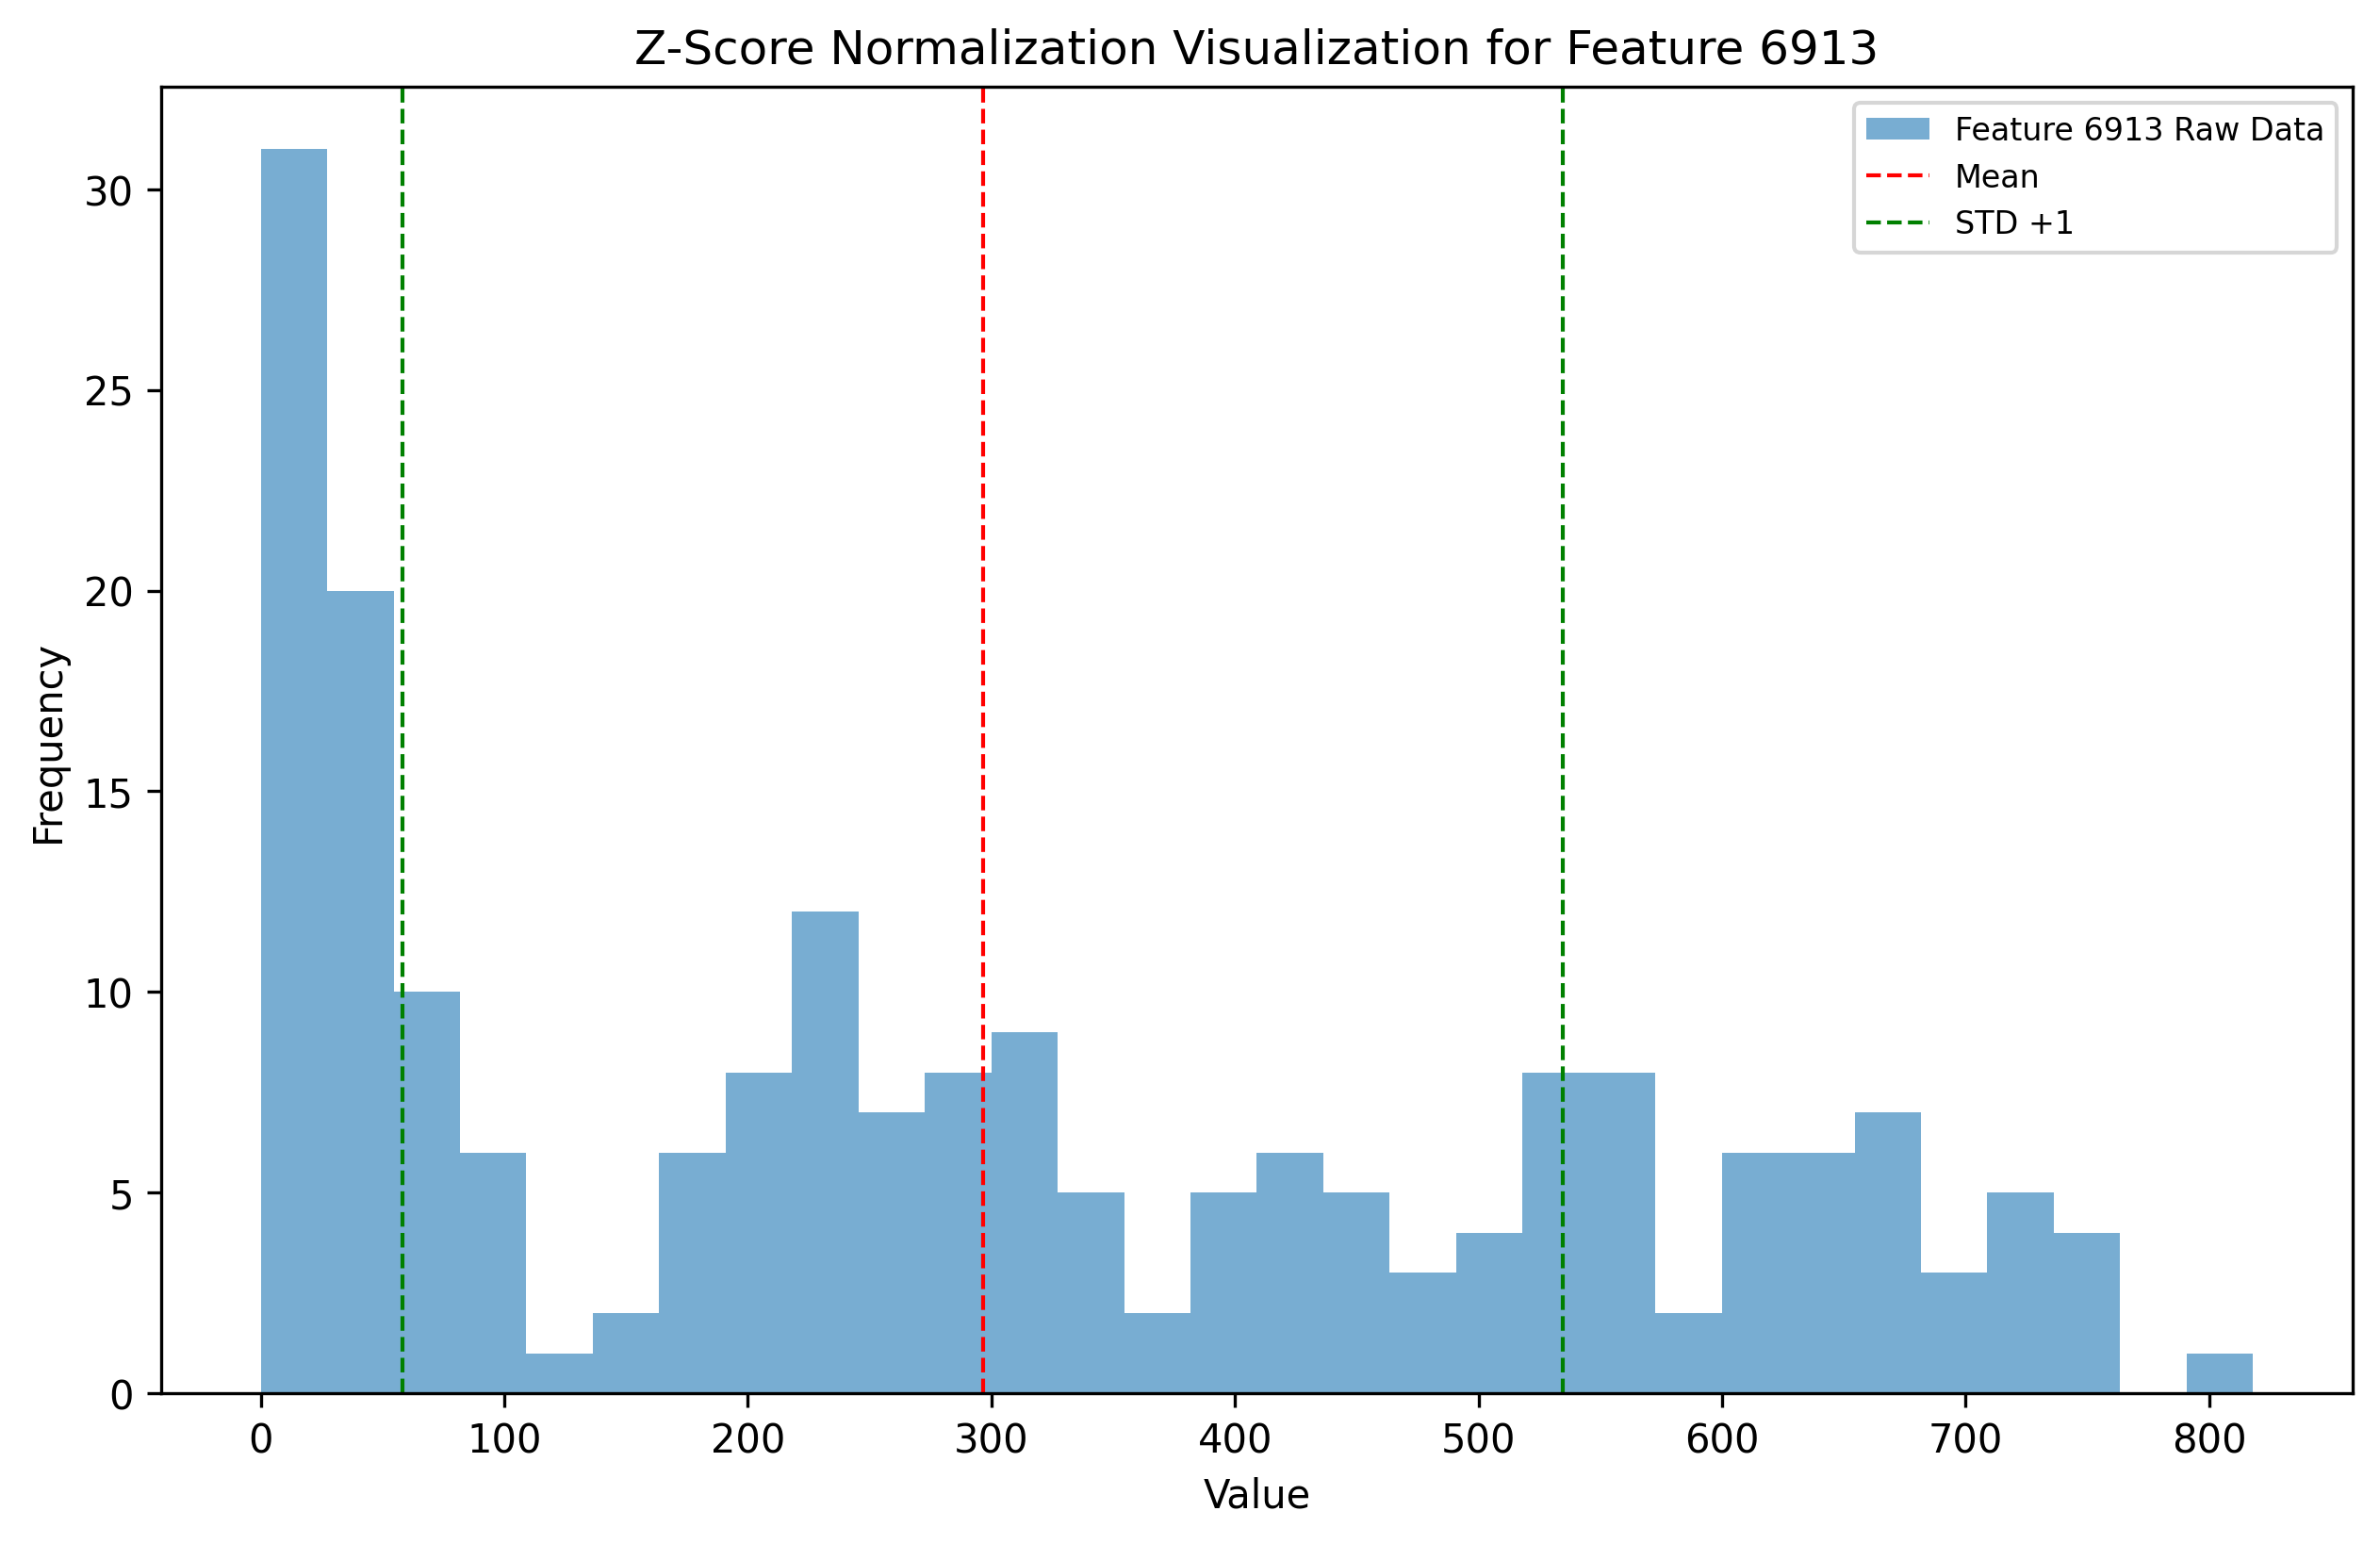 Z-Score Normalization Visualization for Feature 6913
Feature 6913 Raw Data
Mean
STD +1
30
25
20
15
10
5
0
Frequency
0 100 200 300 400 500 600 700 800
Value